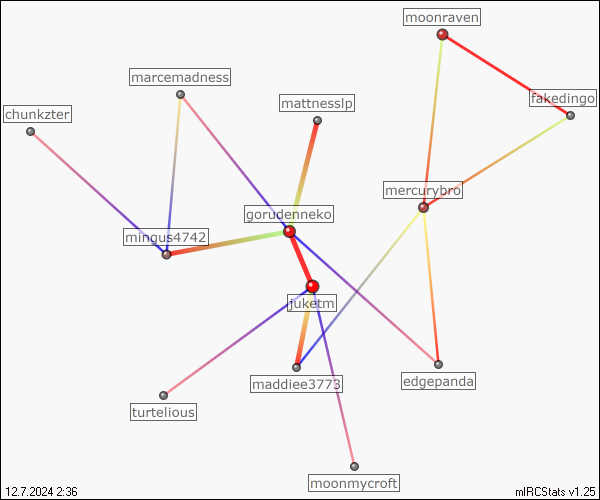 moonraven
marcemadness
fakedingo
mattnesslp
chunkzter
mercurybro
gorudenneko
mingus4742
juketm
edgepanda
maddiee3773
turtelious
moonmycroft
12.7.2024 2:36
mIRCStats v1.25